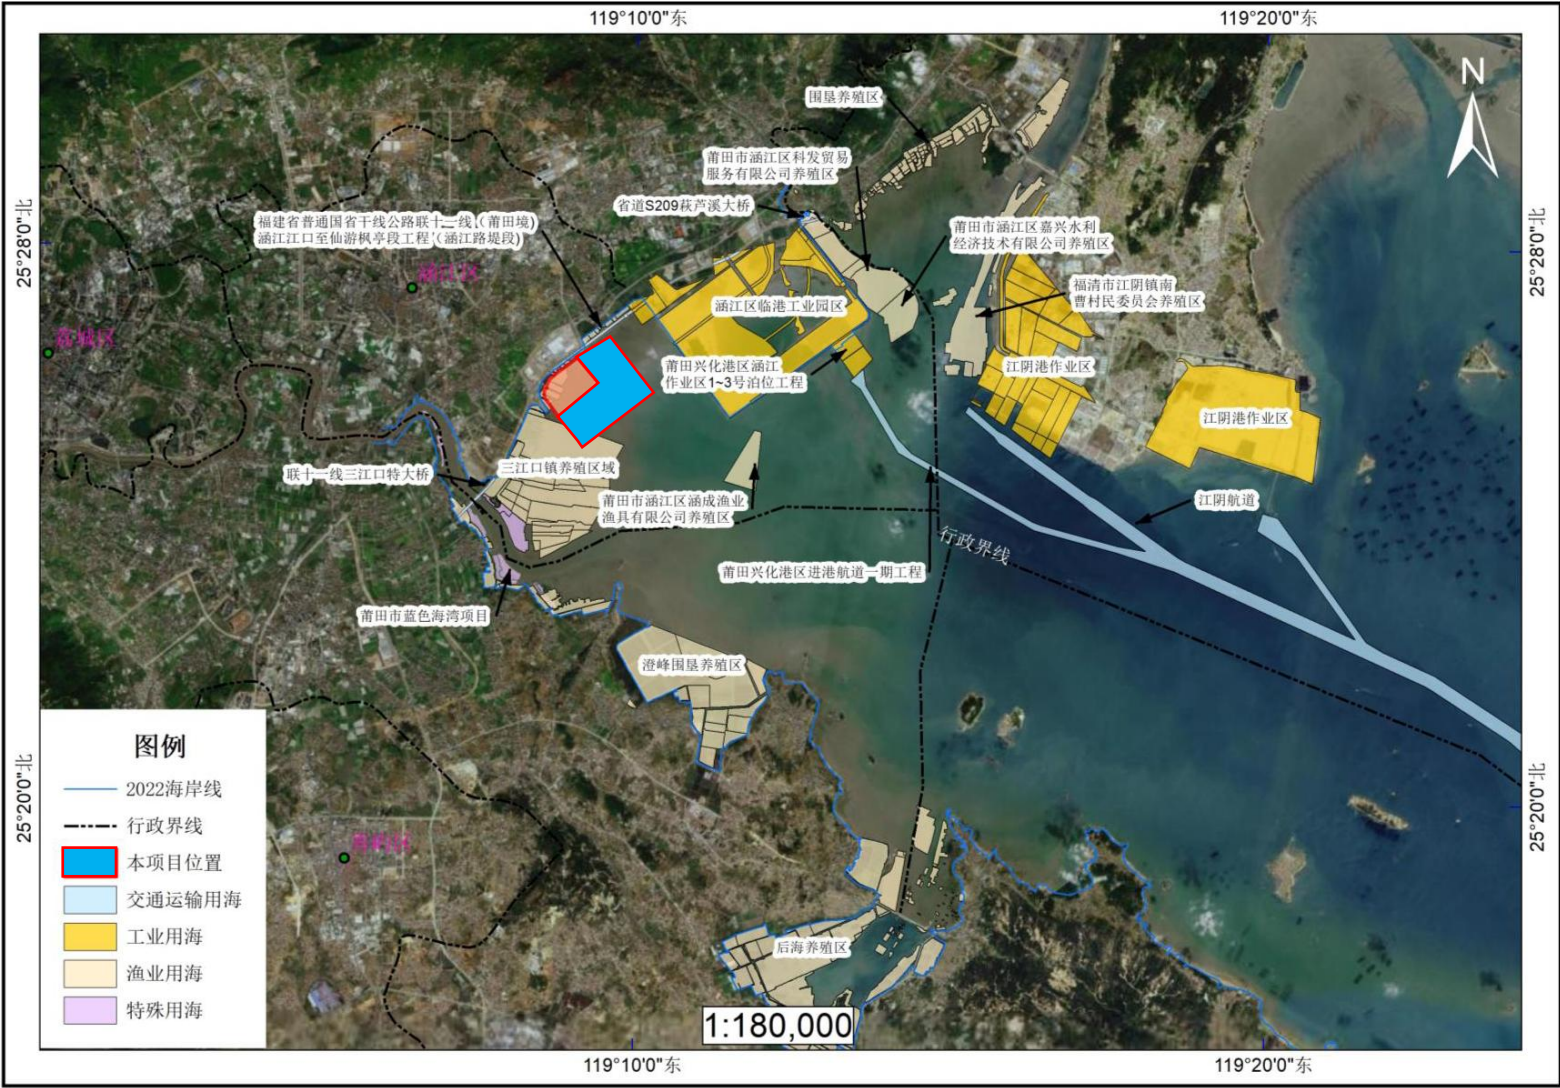 119°10'0"东
119°20'0"东
N
围垦养殖区
莆田市涵江区科发贸易
服务有限公司养殖区
省道S209萩芦溪大桥
福建省普通国省干线公路联十一线（莆田境）
涵江江口至仙游枫亭段工程（涵江路堤段）
莆田市涵江区嘉兴水利
经济技术有限公司养殖区
25°28'0"北
25°28'0"北
涵江区
福清市江阴镇南
曹村民委员会养殖区
涵江区临港工业园区
荔城区
莆田兴化港区涵江
作业区1~3号泊位工程
江阴港作业区
江阴港作业区
三江口镇养殖区域
联十一线三江口特大桥
莆田市涵江区涵成渔业
渔具有限公司养殖区
江阴航道
行政界线
莆田兴化港区进港航道一期工程
莆田市蓝色海湾项目
澄峰围垦养殖区
图例
2022海岸线
行政界线
本项目位置
交通运输用海
工业用海
渔业用海
特殊用海
25°20'0"北
25°20'0"北
后海养殖区
1:180,000
119°10'0"东
119°20'0"东